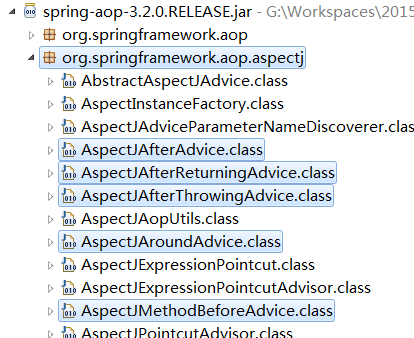 spring-aop-3.2.0.RELEASE.jar - G:\Workspaces\2015
org.springframework.aop
org.springframework.aop.aspectj
AbstractAspectJAdvice.class
AspectInstanceFactory.class
AspectJAdviceParameterNameDiscoverer.clas
AspectJAfterAdvice.class
AspectJAfterReturningAdvice.class
AspectJAfterThrowingAdvice.class
AspectJAopUtils.class
AspectJAroundAdvice.class
AspectJExpressionPointcut.class
AspectJExpressionPointcutAdvisor.class
AspectJMethodBeforeAdvice.class
AspectJPointcutAdvisor.class